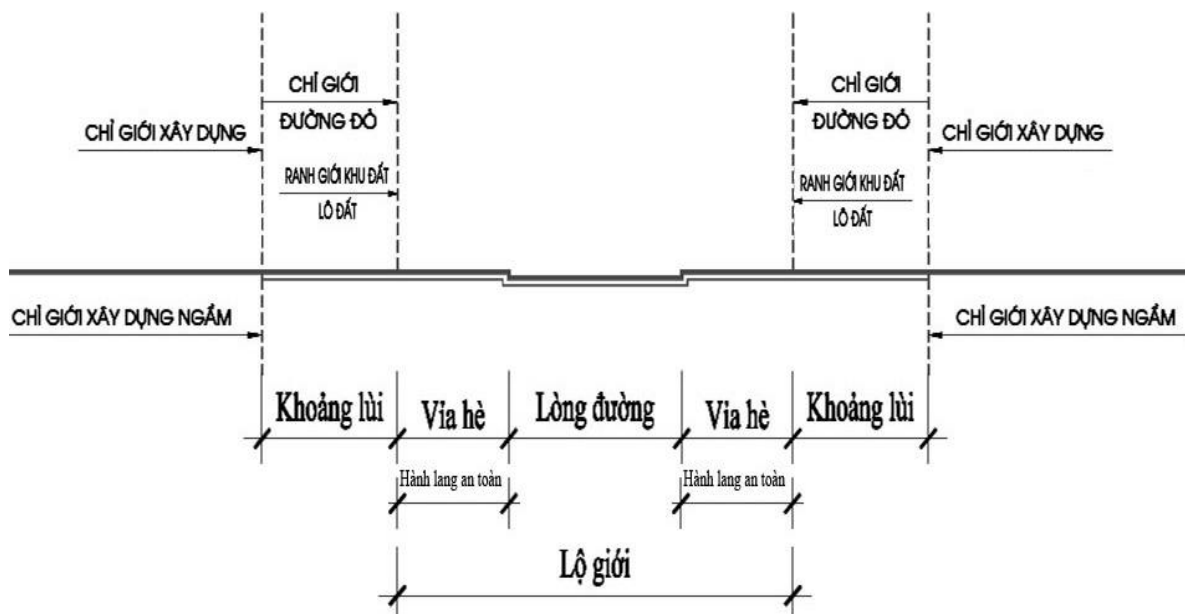 CHỈ GIỚI
ĐƯỜNG ĐỎ
CHỈ GIỚI XÂY DỰNG
RANH GIỚI KHU ĐẤT
LÔ ĐẤT
CHỈ GIỚI
ĐƯỜNG ĐỎ
CHỈ GIỚI XÂY DỰNG
RANH GIỚI KHU ĐẤT
LÔ ĐẤT
CHỈ GIỚI XÂY DỰNG NGẦM
CHỈ GIỚI XÂY DỰNG NGẦM
Khoảng lùi Vỉa hè Lòng đường Vỉa hè Khoảng lùi
Hành lang an toàn Hành lang an toàn
Lộ giới